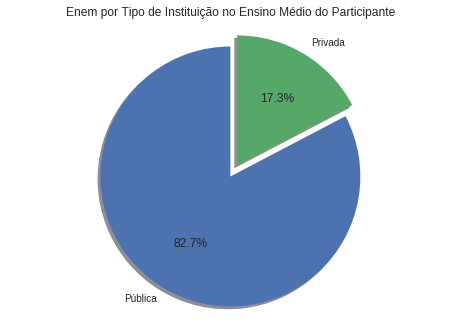 Enem por Tipo de Instituição no Ensino Médio do Participante
Privada
17.3%
82.7%
Pública